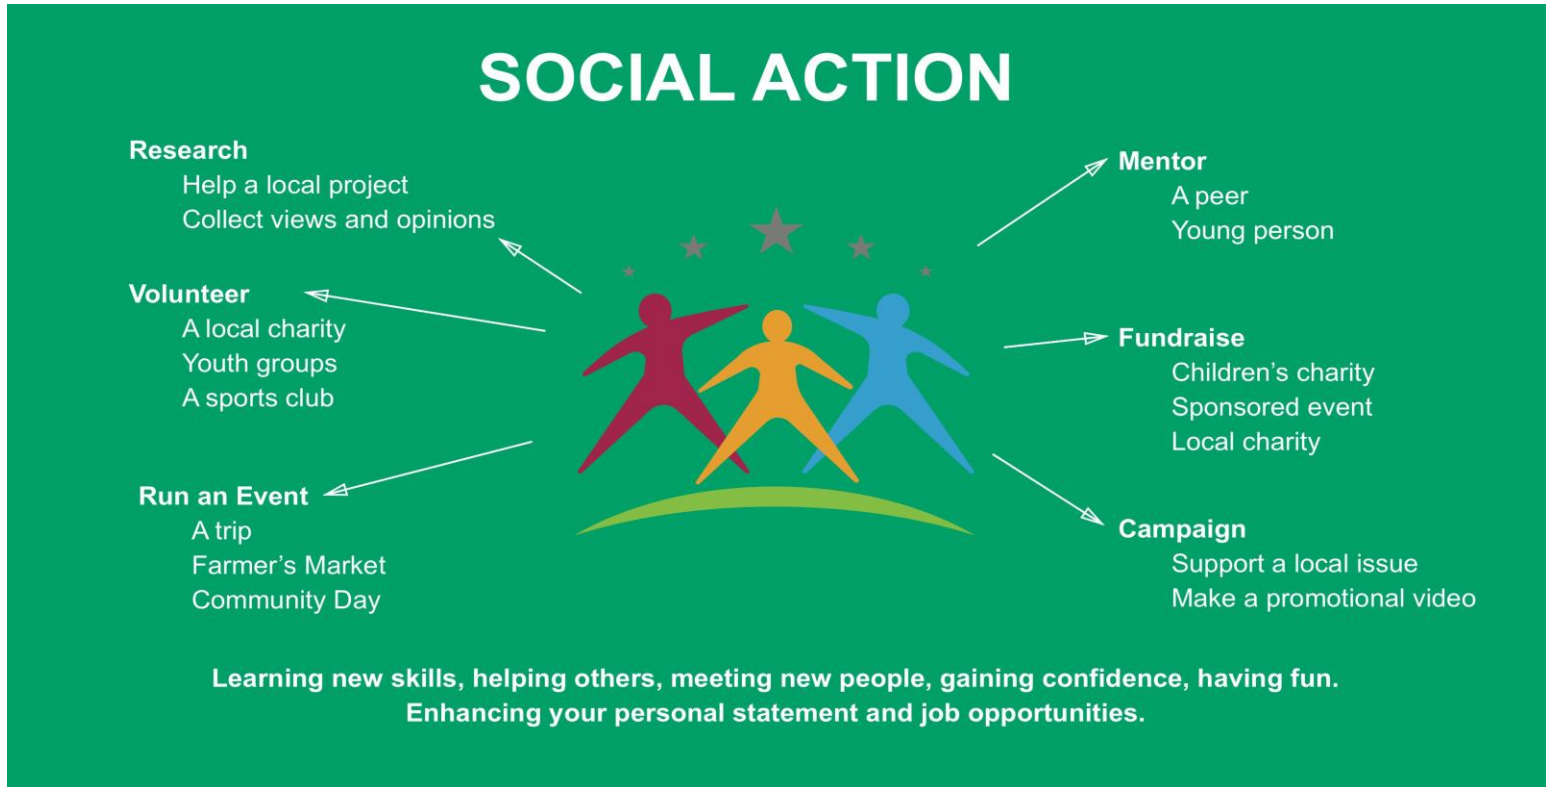 SOCIAL ACTION
Research
Help a local project
Collect views and opinions
Volunteer
A local charity
Youth groups
A sports club
Run an Event
A trip
Farmer’s Market
Community Day
Mentor
A peer
Young person
Fundraise
Children’s charity
Sponsored event
Local charity
Campaign
Support a local issue
Make a promotional video
Learning new skills, helping others, meeting new people, gaining confidence, having fun.
Enhancing your personal statement and job opportunities.